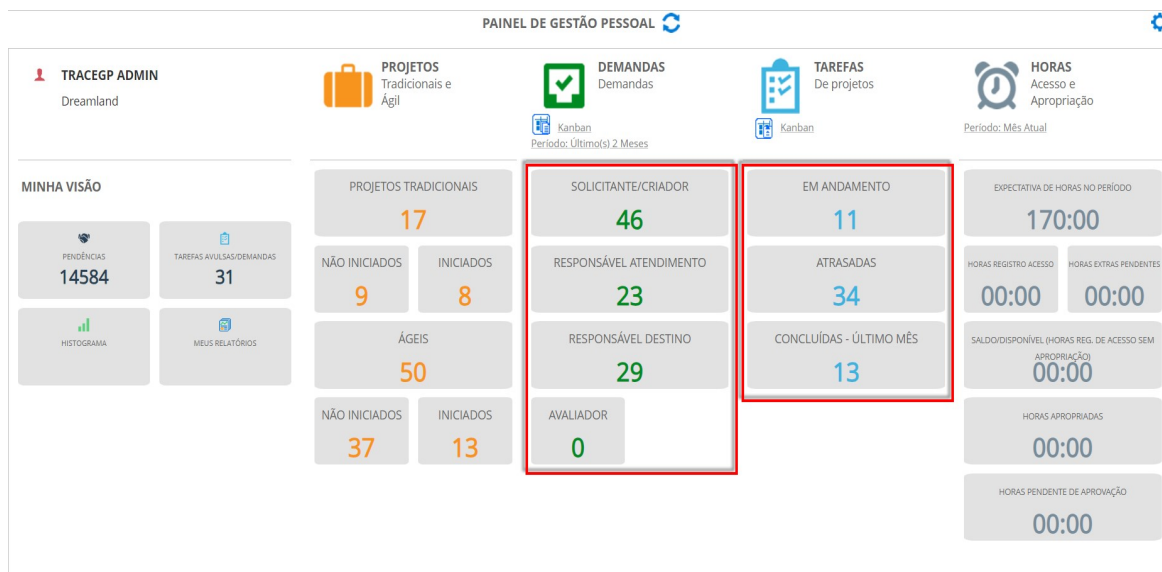 PAINEL DE GESTÃO PESSOAL
TRACEGP ADMIN
Dreamland
PROJETOS
Tradicionais e
Ágil
DEMANDAS
Demandas
Kanban
Período: Último(s) 2 Meses
TAREFAS
De projetos
Kanban
HORAS
Acesso e
Apropriação
Período: Mês Atual
MINHA VISÃO
PENDÊNCIAS
14584
TAREFAS AVULSAS/DEMANDAS
31
HISTOGRAMA
MEUS RELATÓRIOS
PROJETOS TRADICIONAIS
17
NÃO INICIADOS
9
INICIADOS
8
ÁGEIS
50
NÃO INICIADOS
37
INICIADOS
13
SOLICITANTE/CRIADOR
46
RESPONSÁVEL ATENDIMENTO
23
RESPONSÁVEL DESTINO
29
AVALIADOR
0
EM ANDAMENTO
11
ATRASADAS
34
CONCLUÍDAS - ÚLTIMO MÊS
13
EXPECTATIVA DE HORAS NO PERÍODO
170:00
HORAS REGISTRO ACESSO
00:00
HORAS EXTRAS PENDENTES
00:00
SALDO/DISPONÍVEL (HORAS REG. DE ACESSO SEM
APROPRIAÇÃO)
00:00
HORAS APROPRIADAS
00:00
HORAS PENDENTE DE APROVAÇÃO
00:00